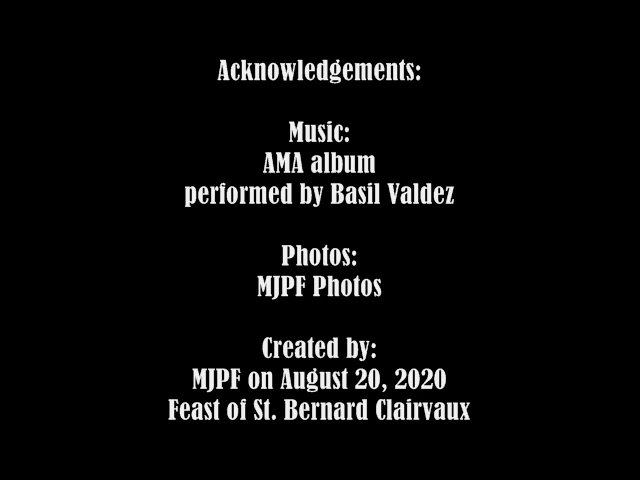 Acknowledgements:
Music:
AMA album
performed by Basil Valdez
Photos:
MJPF Photos
Created by:
MJPF on August 20, 2020
Feast of St. Bernard Clairvaux